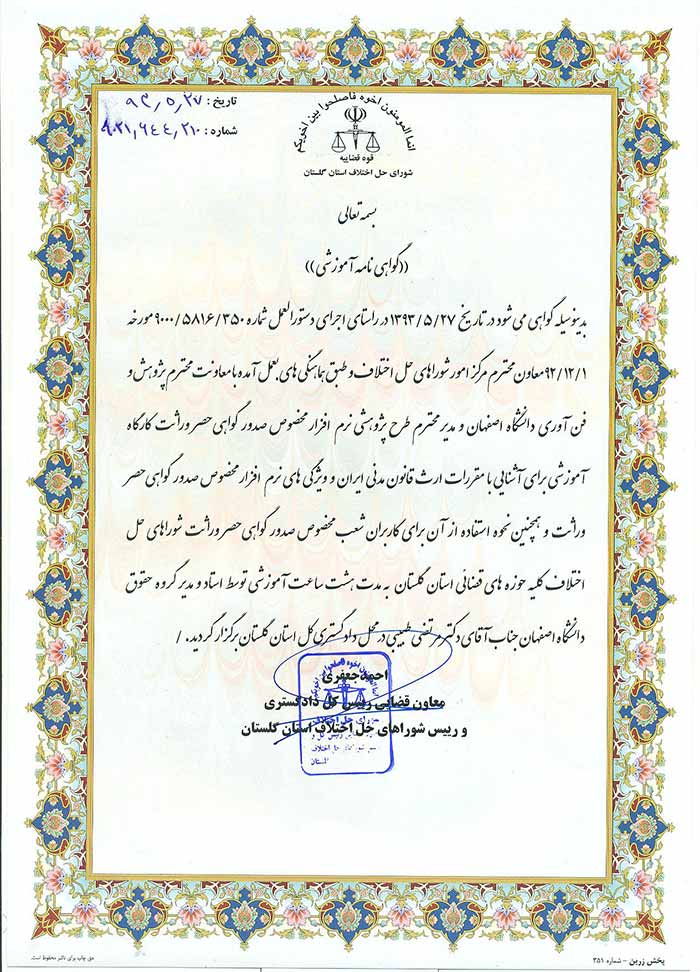 تاریخ : ۹۳٫۵٫۲۷
شماره : ۹۰۲۱٫۶۴۴٫۲۱۰
انما المومنون اخوه فاصلحوا بین اخویکم
قوه قضاییه
شورای حل اختلاف استان گلستان
بسمه تعالی
((گواهی نامه آموزشی))
بدینوسیله گواهی می شود در تاریخ ۱۳۹۳/۵/۲۷ در راستای اجرای دستورالعمل شماره ۹۰۰۰/۵۸۱۶/۳۵۰ مورخه
۹۲/۱۲/۱ معاون محترم مرکز امور شوراهای حل اختلاف و طبق هماهنگی های بعمل آمده با معاونت محترم پژوهش و
فن آوری دانشگاه اصفهان و مدیر محترم طرح پژوهشی نرم افزار مخصوص صدور گواهی حصر وراثت کارگاه
آموزشی برای آشنایی با مقررات ارث قانون مدنی ایران و ویژگی های نرم افزار مخصوص صدور گواهی حصر
وراثت و همچنین نحوه استفاده از آن برای کاربران شعب مخصوص صدور گواهی حصر وراثت شوراهای حل
اختلاف کلیه حوزه های قضائی استان گلستان به مدت هشت ساعت آموزشی توسط استاد و مدیر گروه حقوق
دانشگاه اصفهان جناب آقای دکتر مرتضی طبیبی در محل دادگستری کل استان گلستان برگزار گردید. /
احمد جعفری
معاون قضایی رییس کل دادگستری
و رییس شوراهای حل اختلاف استان گلستان
پخش زرین - شماره ۳۵۱
حق چاپ برای ناشر محفوظ است.